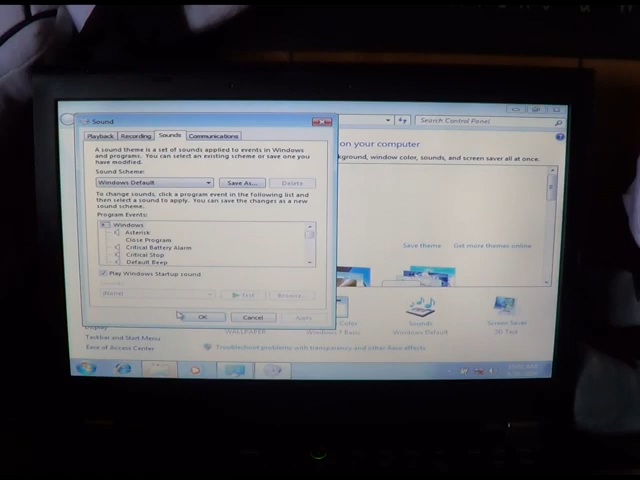 Sound
Playback Recording Sounds Communications
A sound theme is a set of sounds applied to events in Windows
and programs. You can select an existing scheme or save one you
have modified.
Sound Scheme:
Windows Default
Save As...
Delete
To change sounds, click a program event in the following list and
then select a sound to apply. You can save the changes as a new
sound scheme.
Program Events:
Windows
Asterisk
Close Program
Critical Battery Alarm
Critical Stop
Default Beep
Play Windows Startup sound
(None)
Test
Browse...
OK
Cancel
Apply
Search Control Panel
on your computer
kground, window color, sounds, and screen saver all at once.
Save theme
Get more themes online
Color
Windows 7 Basic
Sounds
Windows Default
Screen Saver
3D Text
WALLPAPER
Display
Taskbar and Start Menu
Ease of Access Center
Troubleshoot problems with transparency and other Aero effects